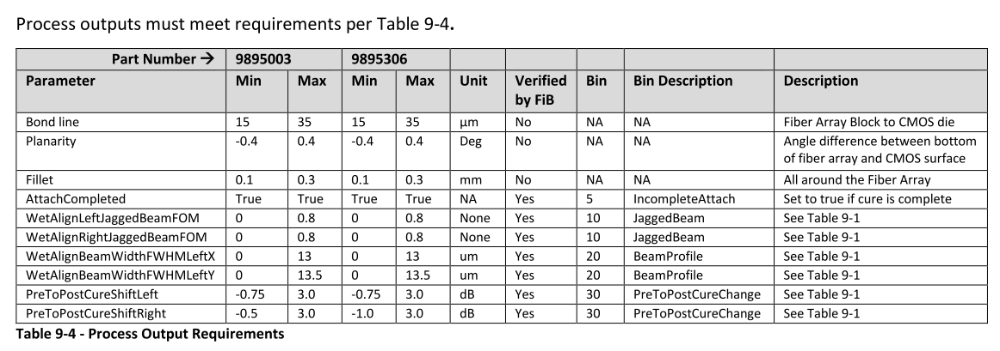 Process outputs must meet requirements per Table 9-4.
Part Number → 9895003 9895306
Parameter Min Max Min Max Unit Verified by FiB Bin Bin Description Description
Bond line 15 35 15 35 µm No NA NA Fiber Array Block to CMOS die
Planarity -0.4 0.4 -0.4 0.4 Deg No NA NA Angle difference between bottom
of fiber array and CMOS surface
Fillet 0.1 0.3 0.1 0.3 mm No NA NA All around the Fiber Array
AttachCompleted True True True True NA Yes 5 IncompleteAttach Set to true if cure is complete
WetAlignLeftJaggedBeamFOM 0 0.8 0 0.8 None Yes 10 JaggedBeam See Table 9-1
WetAlignRightJaggedBeamFOM 0 0.8 0 0.8 None Yes 10 JaggedBeam See Table 9-1
WetAlignBeamWidthFWHMLeftX 0 13 0 13 um Yes 20 BeamProfile See Table 9-1
WetAlignBeamWidthFWHMLeftY 0 13.5 0 13.5 um Yes 20 BeamProfile See Table 9-1
PreToPostCureShiftLeft -0.75 3.0 -0.75 3.0 dB Yes 30 PreToPostCureChange See Table 9-1
PreToPostCureShiftRight -0.5 3.0 -1.0 3.0 dB Yes 30 PreToPostCureChange See Table 9-1
Table 9-4 - Process Output Requirements